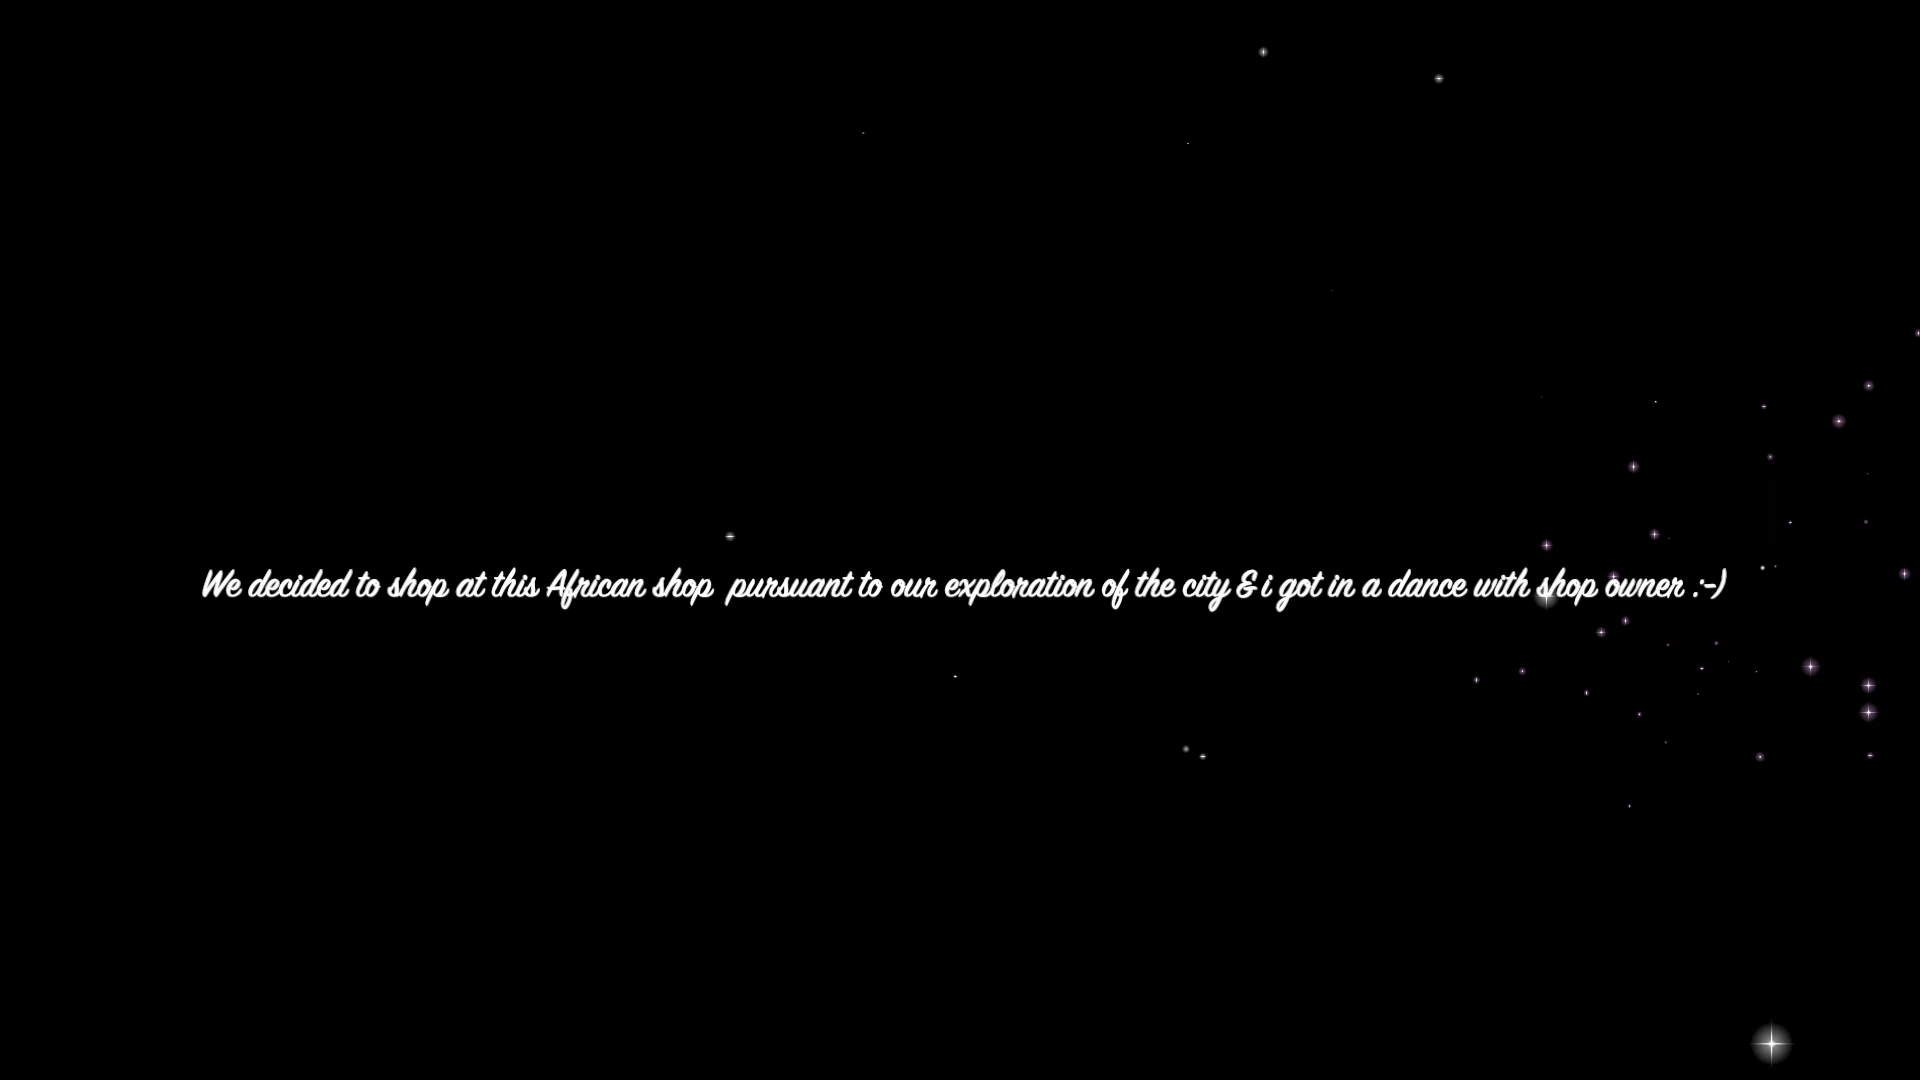 We decided to shop at this African shop  pursuant to our exploration of the city & i got in a dance with shop owner :-)